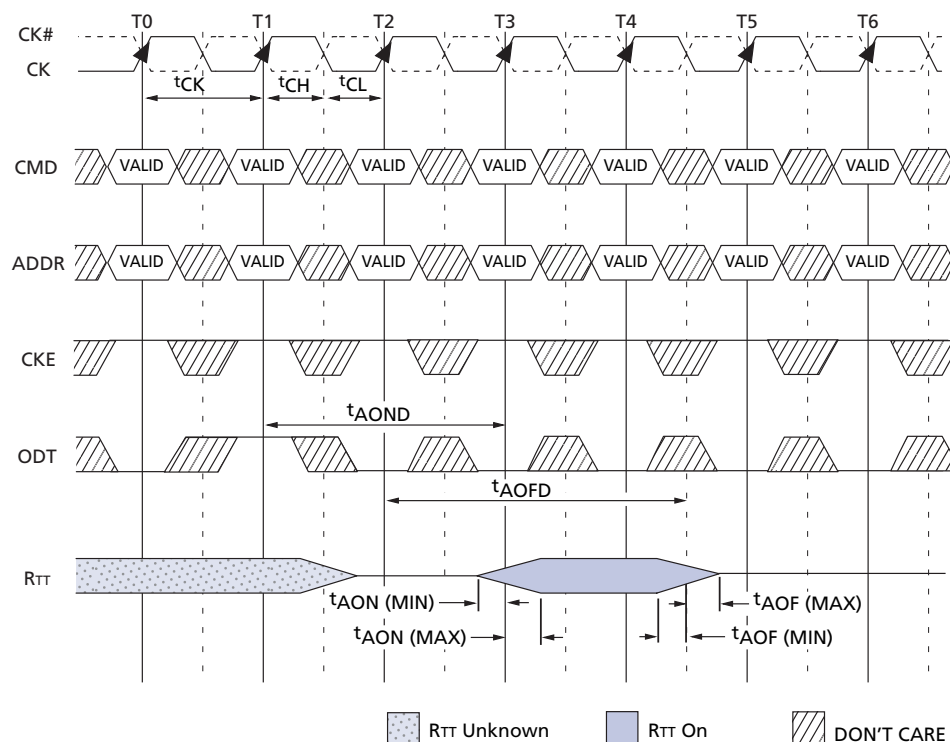 T0 T1 T2 T3 T4 T5 T6
CK#
CK
tCK tCH tCL
CMD VALID VALID VALID VALID VALID VALID VALID
ADDR VALID VALID VALID VALID VALID VALID VALID
CKE
tAOND
ODT
tAOFD
RTT
tAON (MIN) tAOF (MAX)
tAON (MAX) tAOF (MIN)
RTT Unknown RTT On DON'T CARE